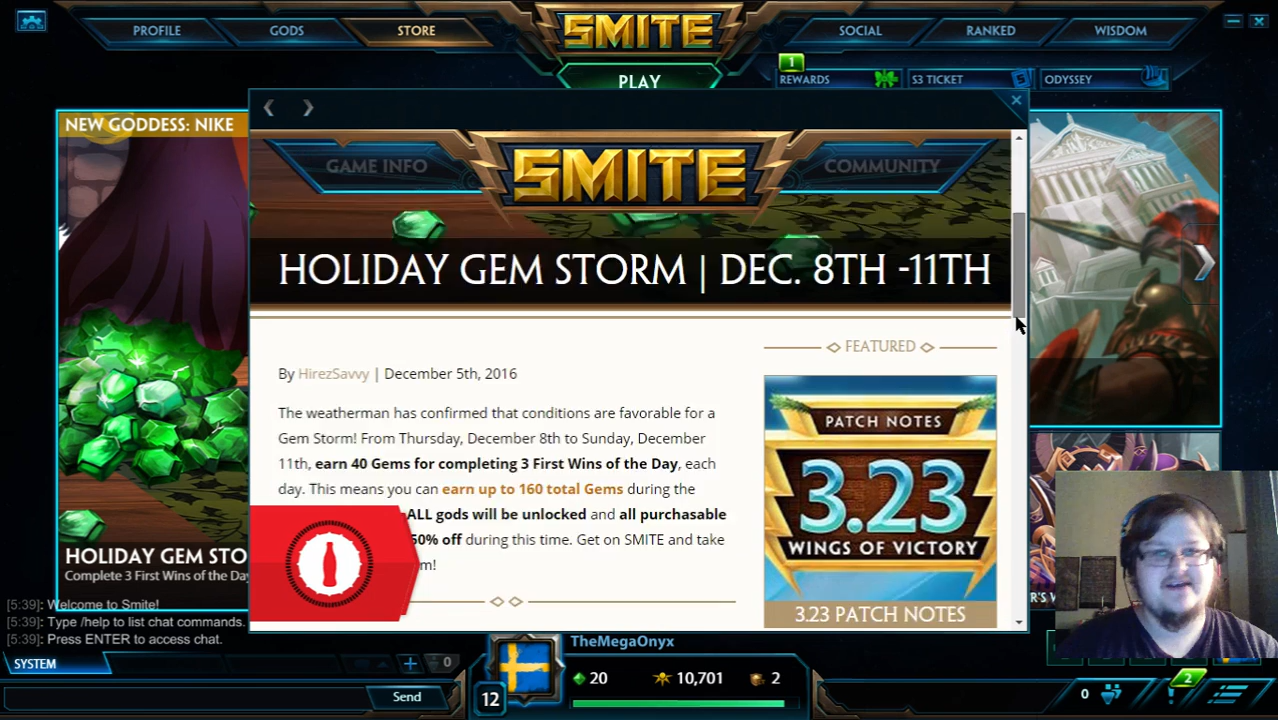 PROFILE
GODS
STORE
SMITE
SOCIAL
RANKED
WISDOM
PLAY
1
REWARDS
S3 TICKET
ODYSSEY
NEW GODDESS: NIKE
GAME INFO
SMITE
COMMUNITY
HOLIDAY GEM STORM | DEC. 8TH -11TH
FEATURED
By HirezSavvy | December 5th, 2016
The weatherman has confirmed that conditions are favorable for a
Gem Storm! From Thursday, December 8th to Sunday, December
11th, earn 40 Gems for completing 3 First Wins of the Day, each
day. This means you can earn up to 160 total Gems during the
ALL gods will be unlocked and all purchasable
50% off during this time. Get on SMITE and take
m!
PATCH NOTES
3.23
WINGS OF VICTORY
3.23 PATCH NOTES
HOLIDAY GEM STO
Complete 3 First Wins of the Day
[5:39]: Welcome to Smite!
[5:39]: Type /help to list chat commands.
[5:39]: Press ENTER to access chat.
SYSTEM
0
Send
TheMegaOnyx
12
20
10,701
2
0
2